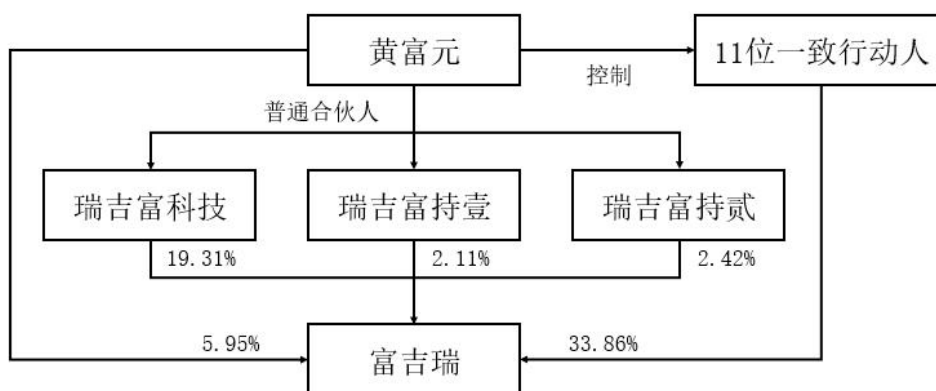 黄富元
11位一致行动人
控制
普通合伙人
瑞吉富科技
瑞吉富持壹
瑞吉富持贰
19.31%
2.11%
2.42%
5.95%
33.86%
富吉瑞